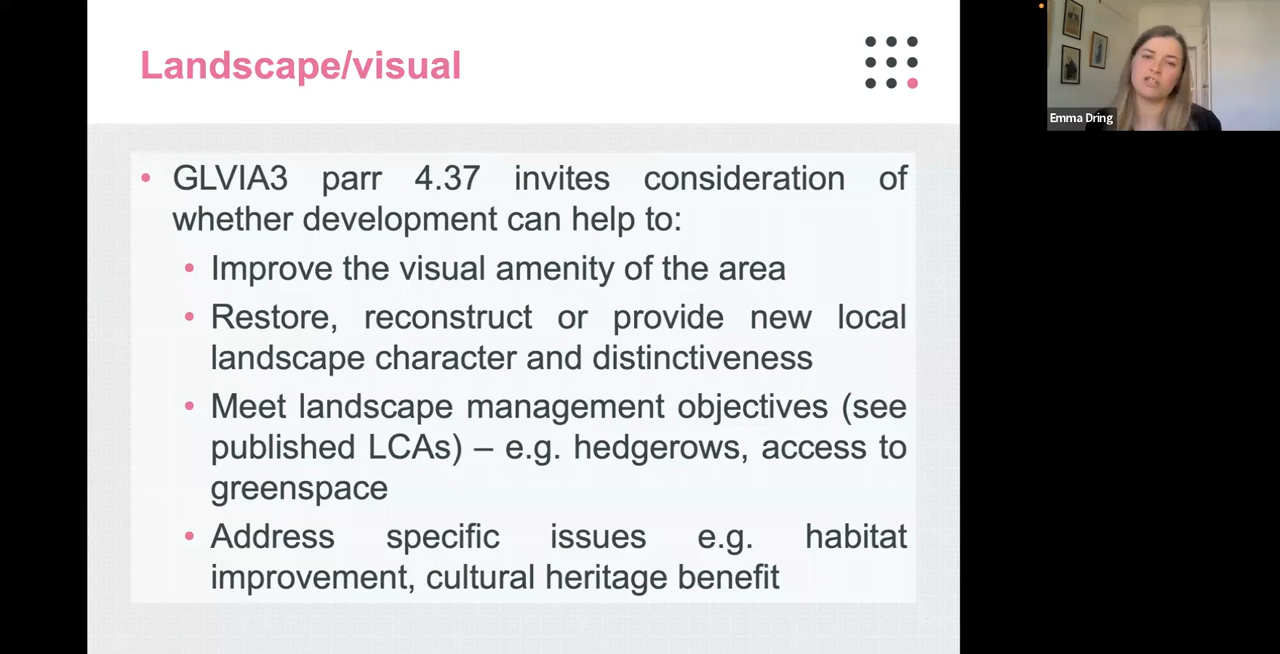 Landscape/visual
Emma Dring
• GLVIA3 parr 4.37 invites consideration of
whether development can help to:
• Improve the visual amenity of the area
• Restore, reconstruct or provide new local
landscape character and distinctiveness
• Meet landscape management objectives (see
published LCAs) – e.g. hedgerows, access to
greenspace
• Address specific issues e.g. habitat
improvement, cultural heritage benefit